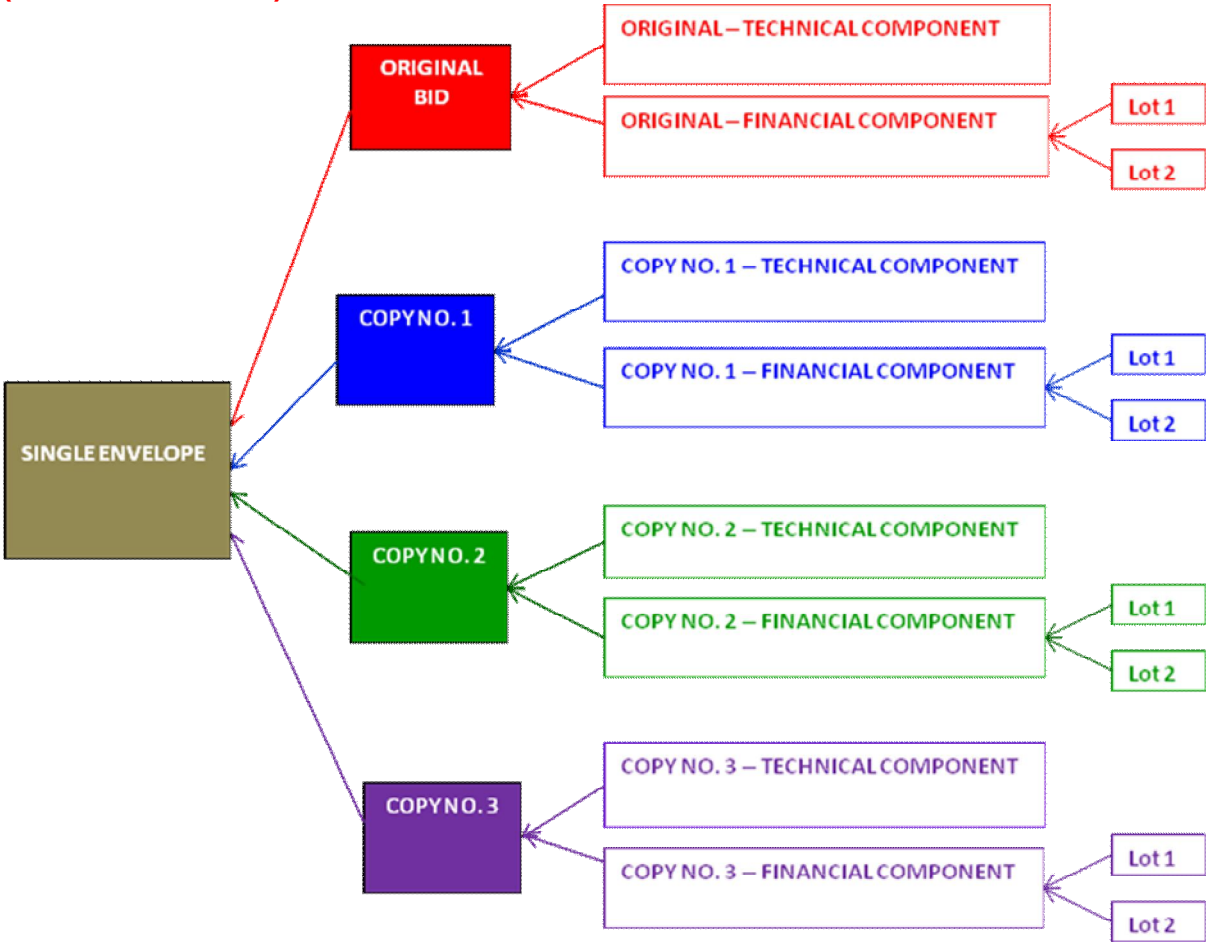 ORIGINAL – TECHNICAL COMPONENT
ORIGINAL
BID
ORIGINAL – FINANCIAL COMPONENT
Lot 1
Lot 2
COPY NO. 1 – TECHNICAL COMPONENT
COPY NO. 1
COPY NO. 1 – FINANCIAL COMPONENT
Lot 1
Lot 2
SINGLE ENVELOPE
COPY NO. 2 – TECHNICAL COMPONENT
COPY NO. 2
COPY NO. 2 – FINANCIAL COMPONENT
Lot 1
Lot 2
COPY NO. 3 – TECHNICAL COMPONENT
COPY NO. 3
COPY NO. 3 – FINANCIAL COMPONENT
Lot 1
Lot 2